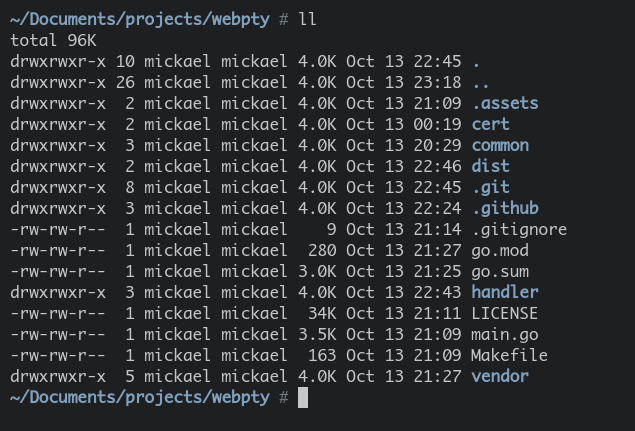 ~/Documents/projects/webpty # ll
total 96K
drwxrwxr-x 10 mickael mickael 4.0K Oct 13 22:45 .
drwxrwxr-x 26 mickael mickael 4.0K Oct 13 23:18 ..
drwxrwxr-x  2 mickael mickael 4.0K Oct 13 21:09 .assets
drwxrwxr-x  2 mickael mickael 4.0K Oct 13 00:19 cert
drwxrwxr-x  3 mickael mickael 4.0K Oct 13 20:29 common
drwxrwxr-x  2 mickael mickael 4.0K Oct 13 22:46 dist
drwxrwxr-x  8 mickael mickael 4.0K Oct 13 22:45 .git
drwxrwxr-x  3 mickael mickael 4.0K Oct 13 22:24 .github
-rw-rw-r--  1 mickael mickael    9 Oct 13 21:14 .gitignore
-rw-rw-r--  1 mickael mickael  280 Oct 13 21:27 go.mod
-rw-rw-r--  1 mickael mickael 3.0K Oct 13 21:25 go.sum
drwxrwxr-x  3 mickael mickael 4.0K Oct 13 22:43 handler
-rw-rw-r--  1 mickael mickael  34K Oct 13 21:11 LICENSE
-rw-rw-r--  1 mickael mickael 3.5K Oct 13 21:09 main.go
-rw-rw-r--  1 mickael mickael  163 Oct 13 21:09 Makefile
drwxrwxr-x  5 mickael mickael 4.0K Oct 13 21:27 vendor
~/Documents/projects/webpty #